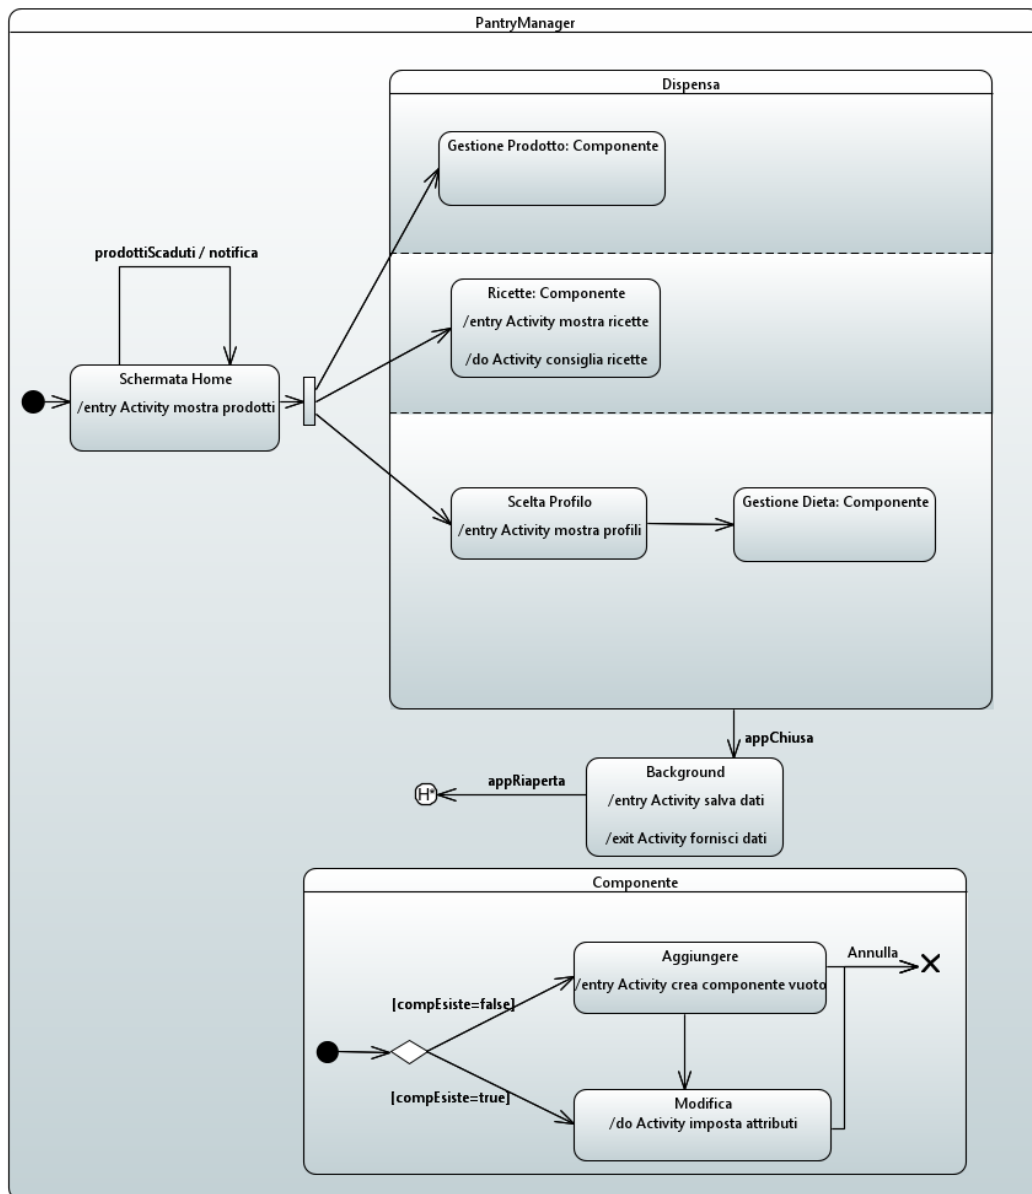 PantryManager
Dispensa
Gestione Prodotto: Componente
prodottiScaduti / notifica
Ricette: Componente
/entry Activity mostra ricette
/do Activity consiglia ricette
Schermata Home
/entry Activity mostra prodotti
Scelta Profilo
/entry Activity mostra profili
Gestione Dieta: Componente
appChiusa
Background
/entry Activity salva dati
/exit Activity fornisci dati
appRiaperta
H*
Componente
Aggiungere
/entry Activity crea componente vuoto
Annulla
[compEsiste=false]
[compEsiste=true]
Modifica
/do Activity imposta attributi